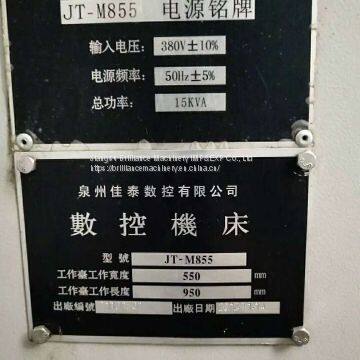 JT-M855 电源铭牌
输入电压: 380V±10%
电源频率: 50Hz±5%
总功率: 15KVA
泉州佳泰数控有限公司
數控機床
型號 JT-M855
工作臺工作寬度 550 mm
工作臺工作長度 950 mm
出廠編號 出廠日期